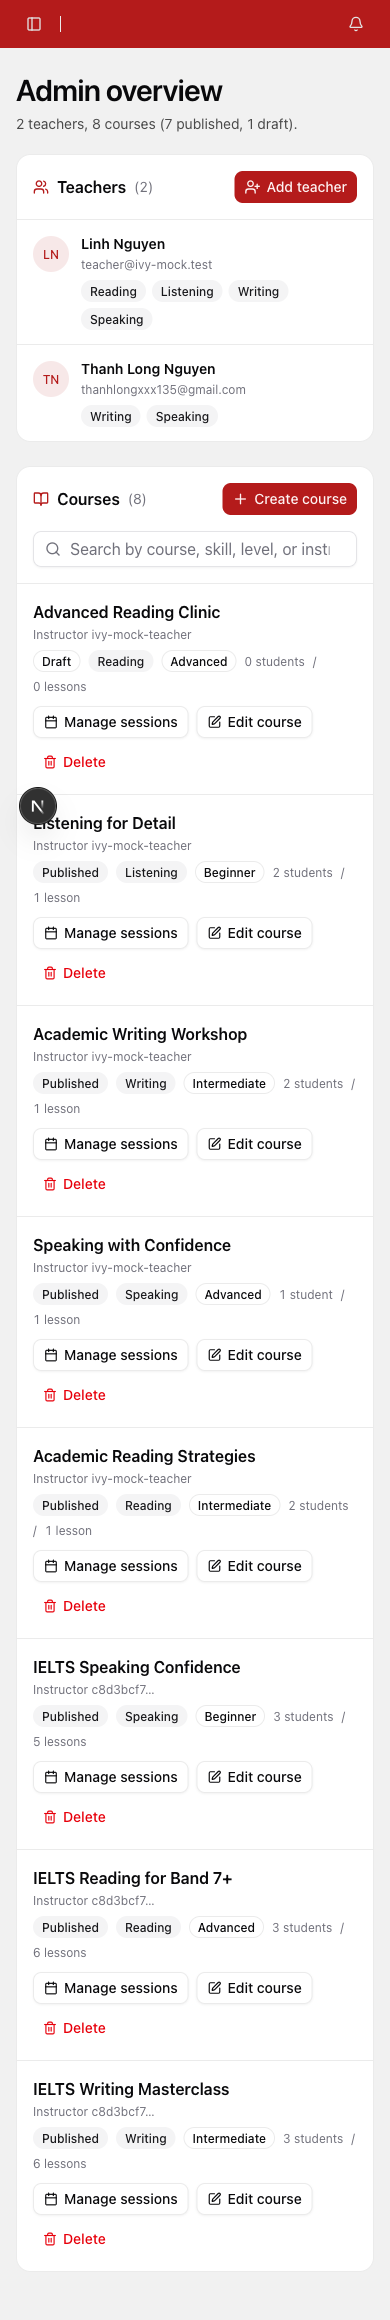 Admin overview
2 teachers, 8 courses (7 published, 1 draft).
Teachers (2)
Add teacher
LN
Linh Nguyen
teacher@ivy-mock.test
Reading Listening Writing
Speaking
TN
Thanh Long Nguyen
thanhlongxxx135@gmail.com
Writing Speaking
Courses (8)
Create course
Search by course, skill, level, or instr
Advanced Reading Clinic
Instructor ivy-mock-teacher
Draft Reading Advanced 0 students /
0 lessons
Manage sessions Edit course
Delete
N
Listening for Detail
Instructor ivy-mock-teacher
Published Listening Beginner 2 students /
1 lesson
Manage sessions Edit course
Delete
Academic Writing Workshop
Instructor ivy-mock-teacher
Published Writing Intermediate 2 students /
1 lesson
Manage sessions Edit course
Delete
Speaking with Confidence
Instructor ivy-mock-teacher
Published Speaking Advanced 1 student /
1 lesson
Manage sessions Edit course
Delete
Academic Reading Strategies
Instructor ivy-mock-teacher
Published Reading Intermediate 2 students
/ 1 lesson
Manage sessions Edit course
Delete
IELTS Speaking Confidence
Instructor c8d3bcf7...
Published Speaking Beginner 3 students /
5 lessons
Manage sessions Edit course
Delete
IELTS Reading for Band 7+
Instructor c8d3bcf7...
Published Reading Advanced 3 students /
6 lessons
Manage sessions Edit course
Delete
IELTS Writing Masterclass
Instructor c8d3bcf7...
Published Writing Intermediate 3 students /
6 lessons
Manage sessions Edit course
Delete